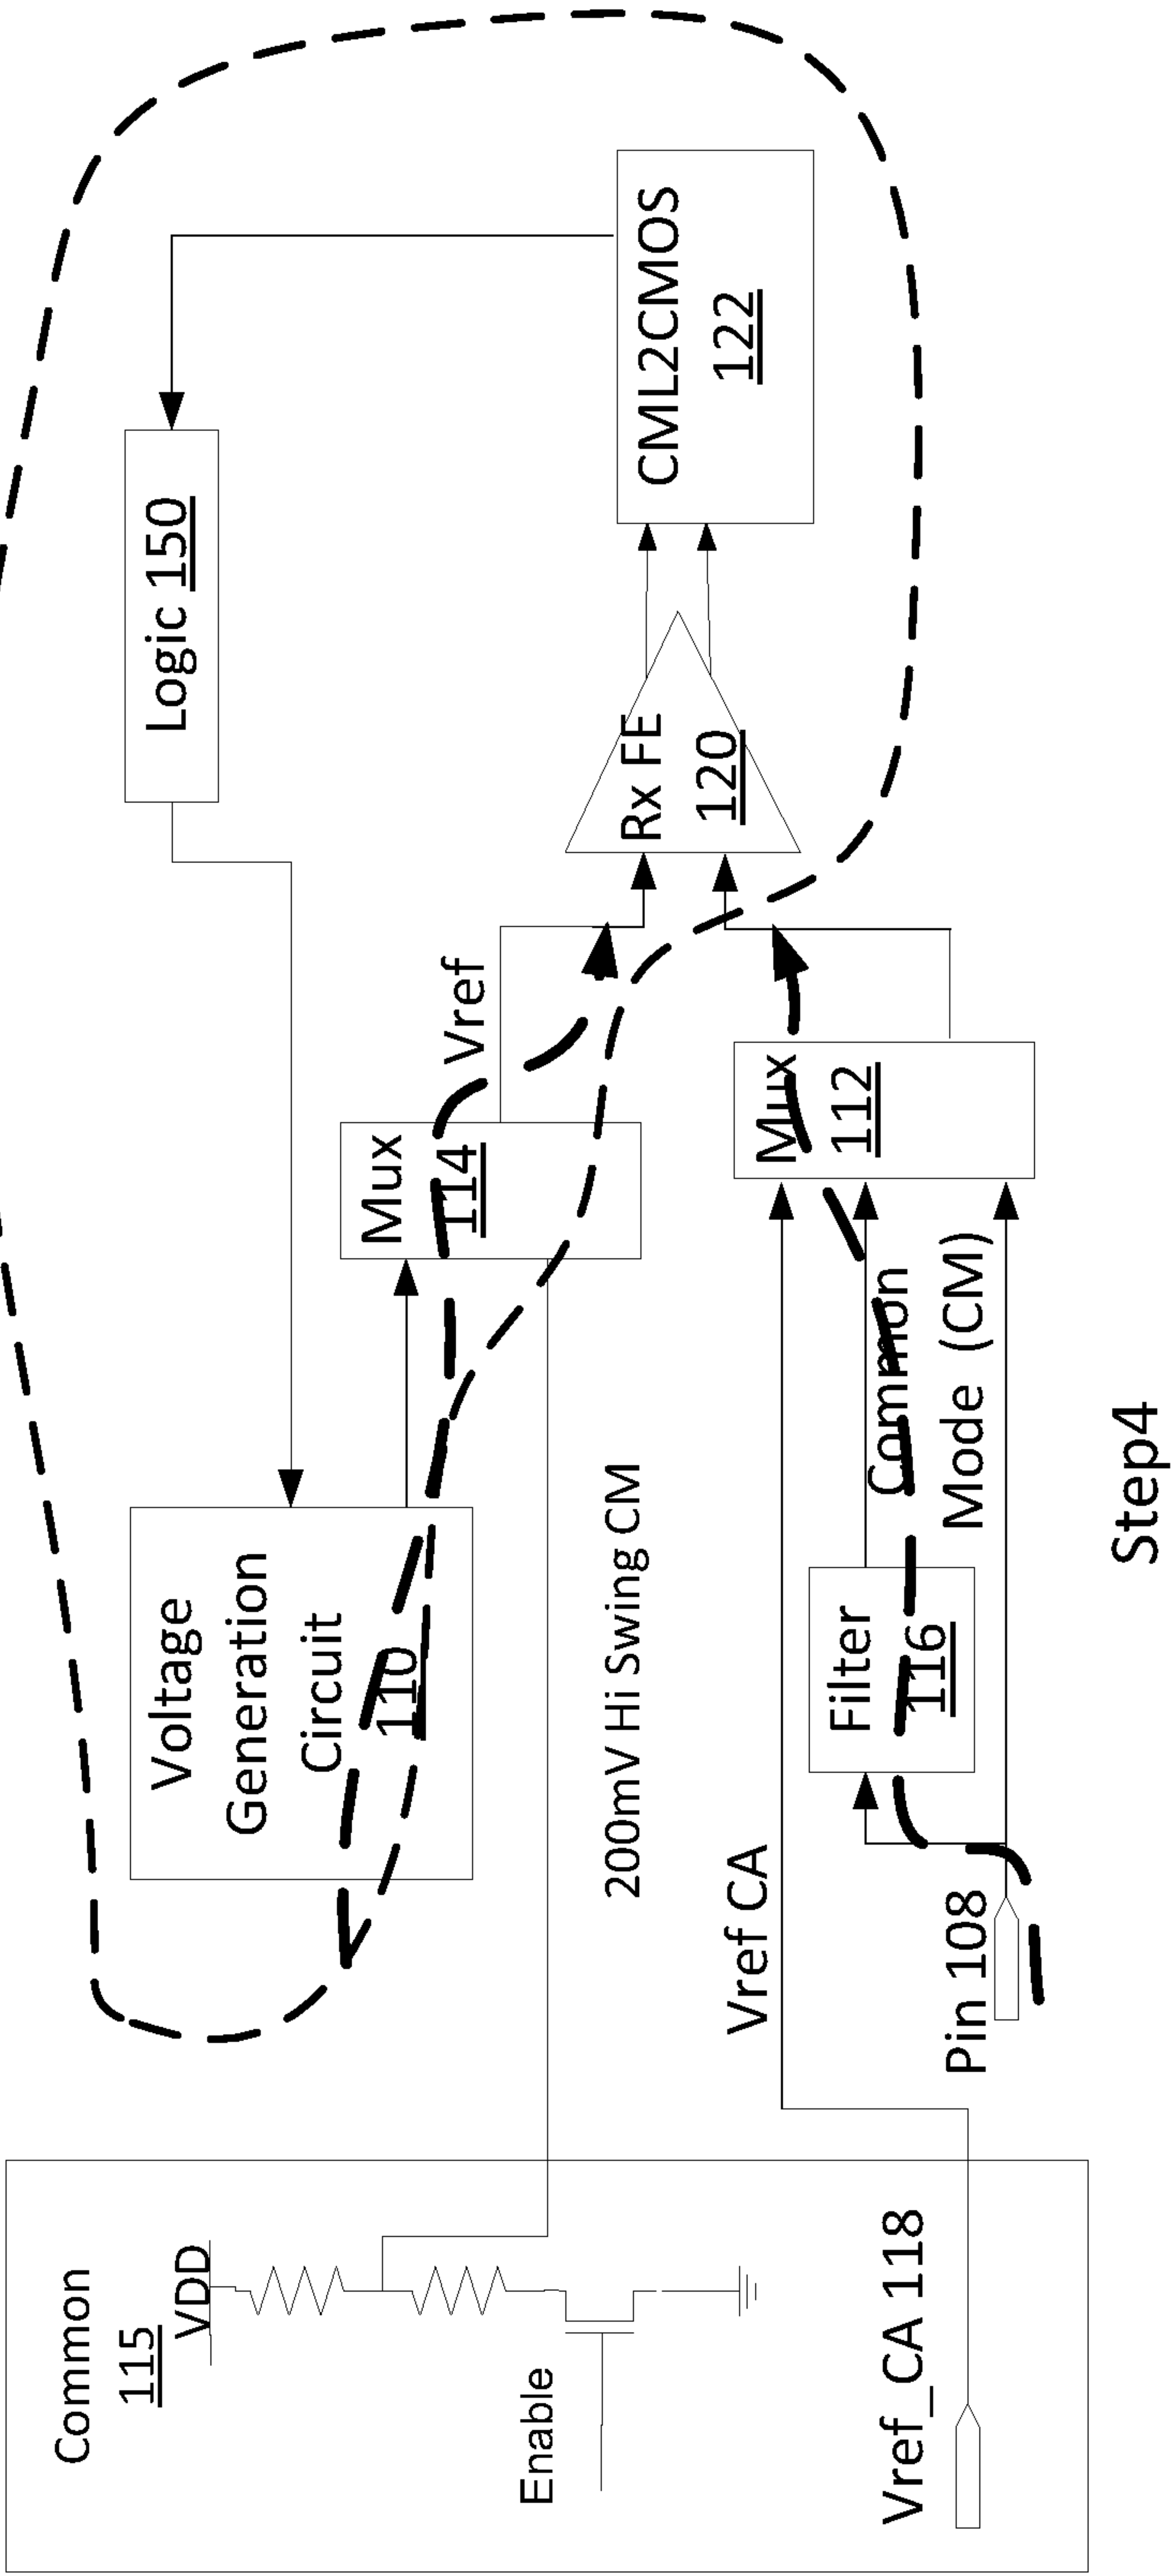 Common
115
VDD
Enable
Vref_CA 118
Voltage
Generation
Circuit
110
200mV Hi Swing CM
Vref CA
Pin 108
Filter
116
Common
Mode (CM)
Mux
114
Vref
Mux
112
Rx FE
120
Logic 150
CML2CMOS
122
Step4